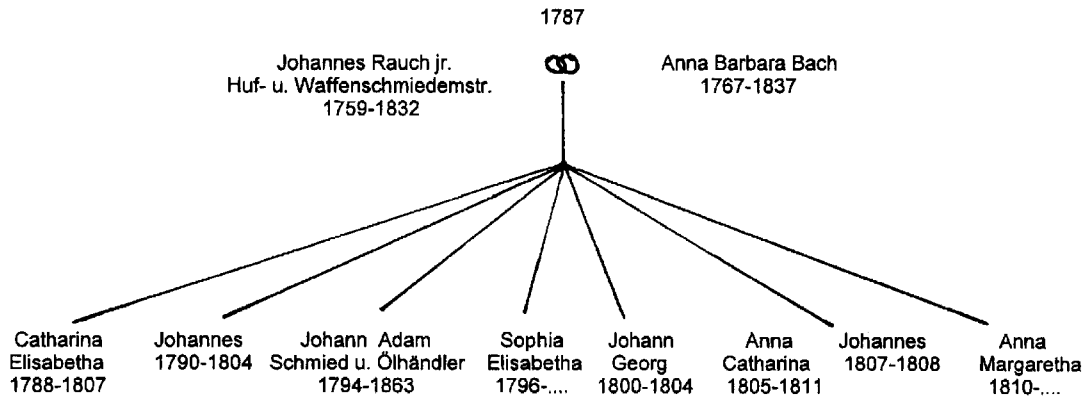 1787
Johannes Rauch jr.
Huf- u. Waffenschmiedemstr.
1759-1832
Anna Barbara Bach
1767-1837
Catharina
Elisabetha
1788-1807
Johannes
1790-1804
Johann Adam
Schmied u. Ölhändler
1794-1863
Sophia
Elisabetha
1796-....
Johann
Georg
1800-1804
Anna
Catharina
1805-1811
Johannes
1807-1808
Anna
Margaretha
1810-....